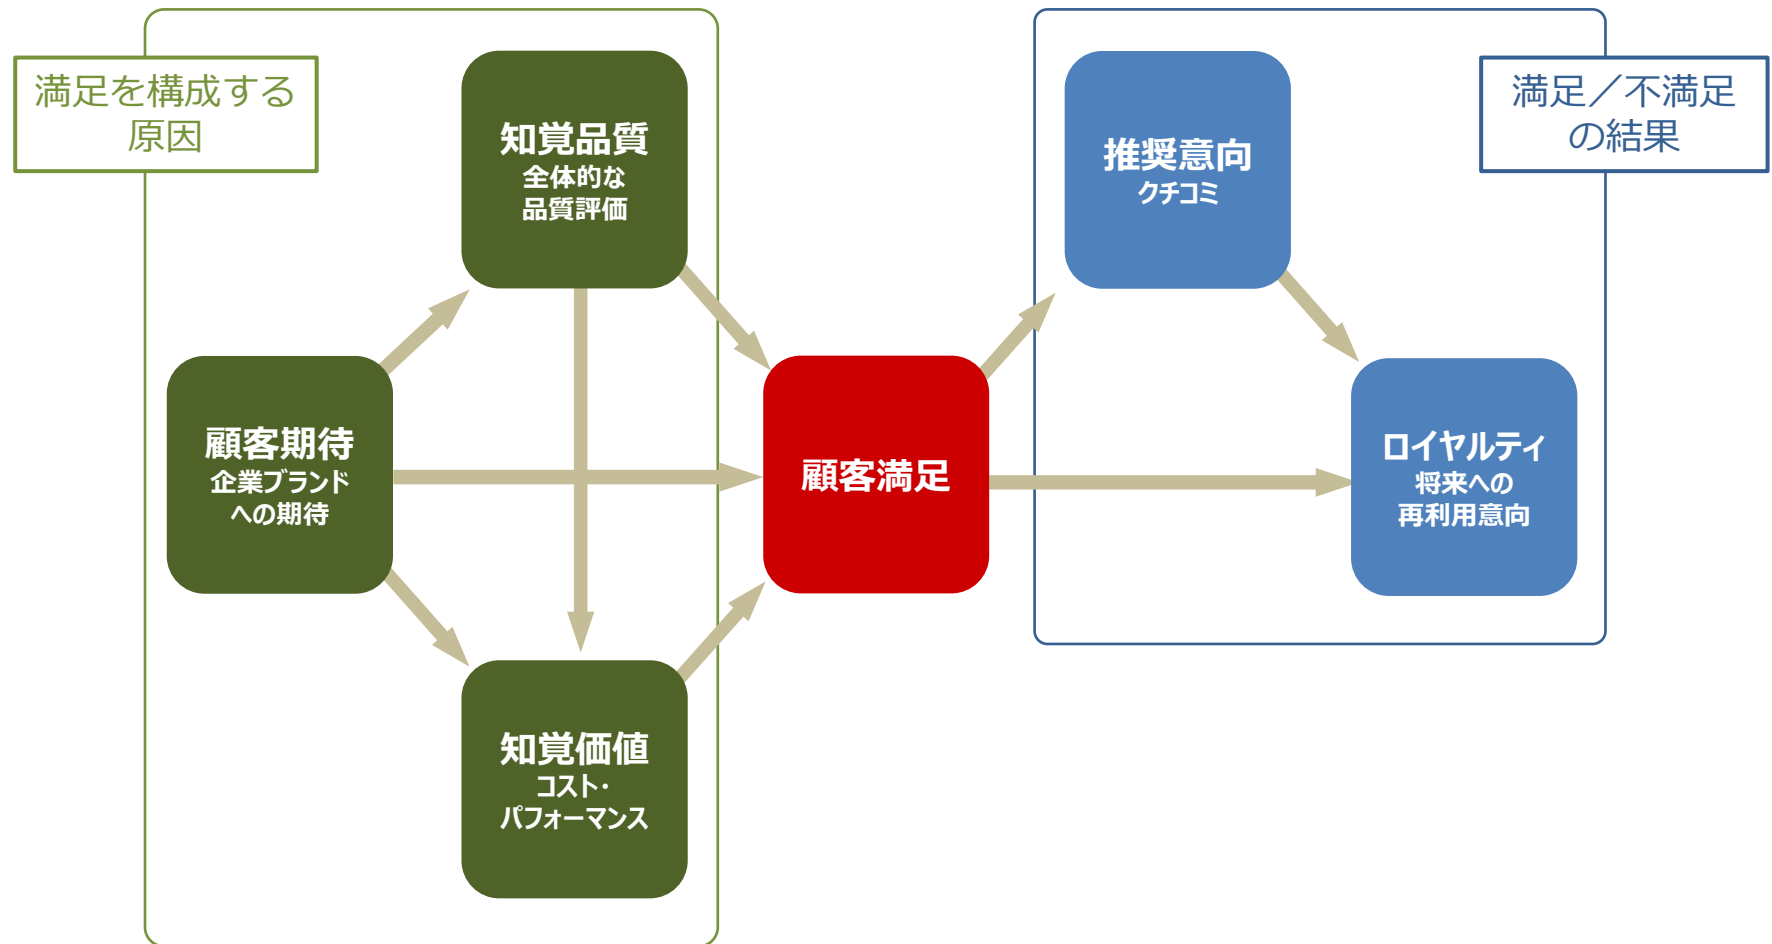 満足を構成する
原因
知覚品質
全体的な
品質評価
顧客期待
企業ブランド
への期待
知覚価値
コスト・
パフォーマンス
顧客満足
推奨意向
クチコミ
ロイヤルティ
将来への
再利用意向
満足／不満足
の結果